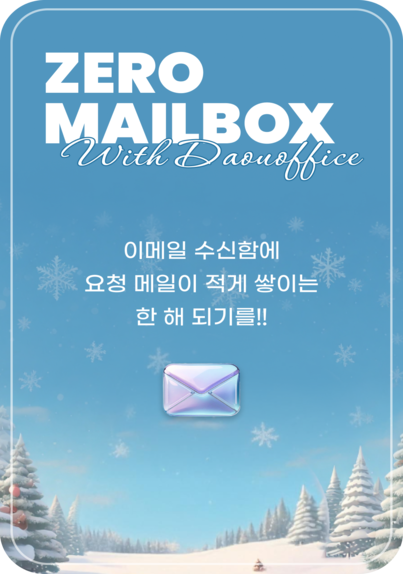 ZERO
MAILBOX
With Daouoffice
이메일 수신함에
요청 메일이 적게 쌓이는
한 해 되기를!!